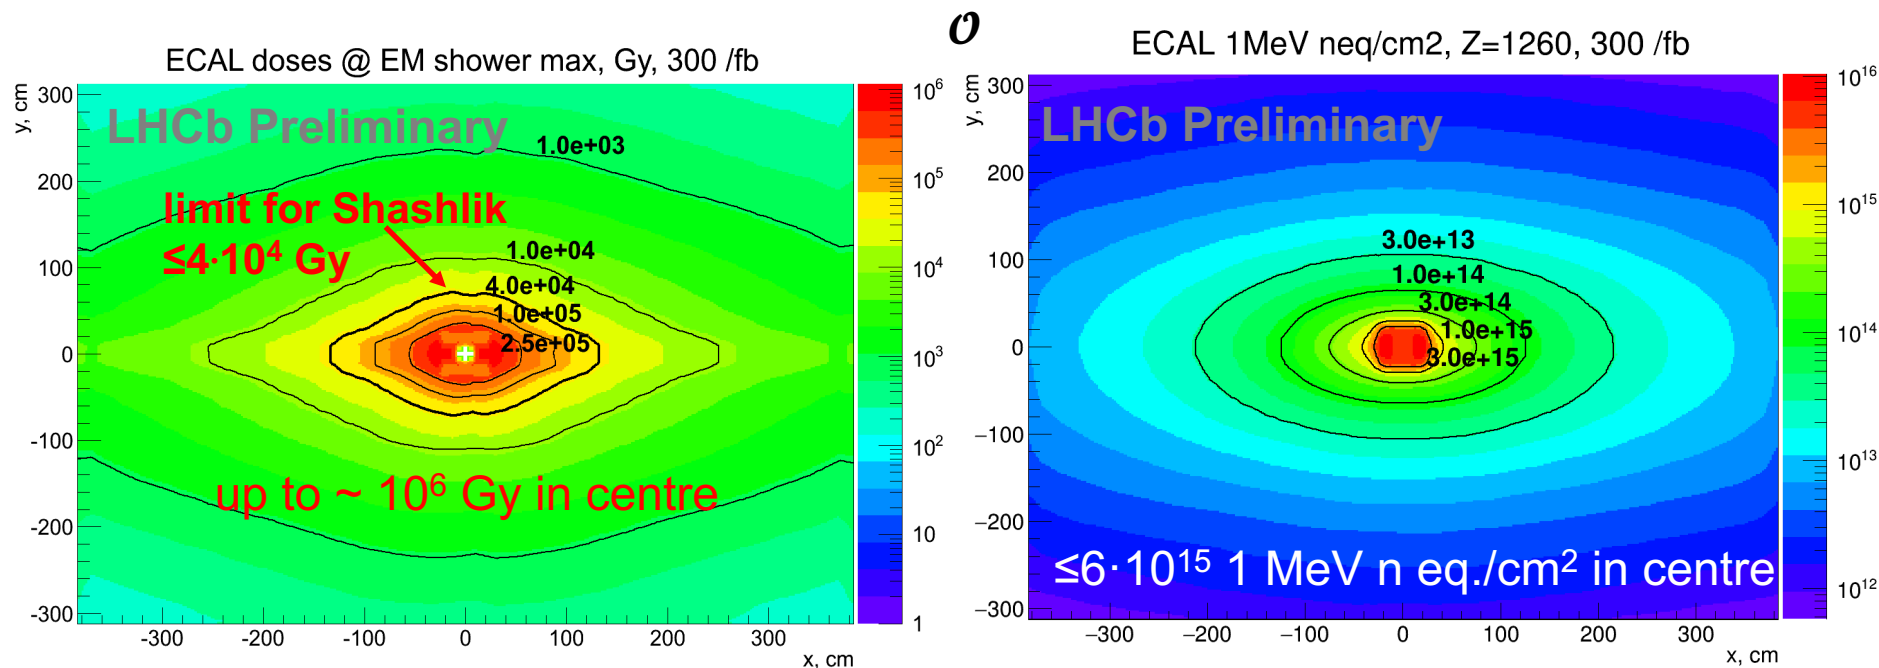 ECAL doses @ EM shower max, Gy, 300 /fb
y, cm
300
200
100
0
-100
-200
-300
LHCb Preliminary
1.0e+03
limit for Shashlik
≤4·10⁴ Gy
1.0e+04
4.0e+04
1.0e+05
2.5e+05
up to ~ 10⁶ Gy in centre
-300 -200 -100 0 100 200 300
x, cm
10⁶
10⁵
10⁴
10³
10²
10
1
𝒪
ECAL 1MeV neq/cm2, Z=1260, 300 /fb
y, cm
300
200
100
0
−100
−200
−300
LHCb Preliminary
3.0e+13
1.0e+14
3.0e+14
1.0e+15
3.0e+15
≤6·10¹⁵ 1 MeV n eq./cm² in centre
−300 −200 −100 0 100 200 300
x, cm
10¹⁶
10¹⁵
10¹⁴
10¹³
10¹²